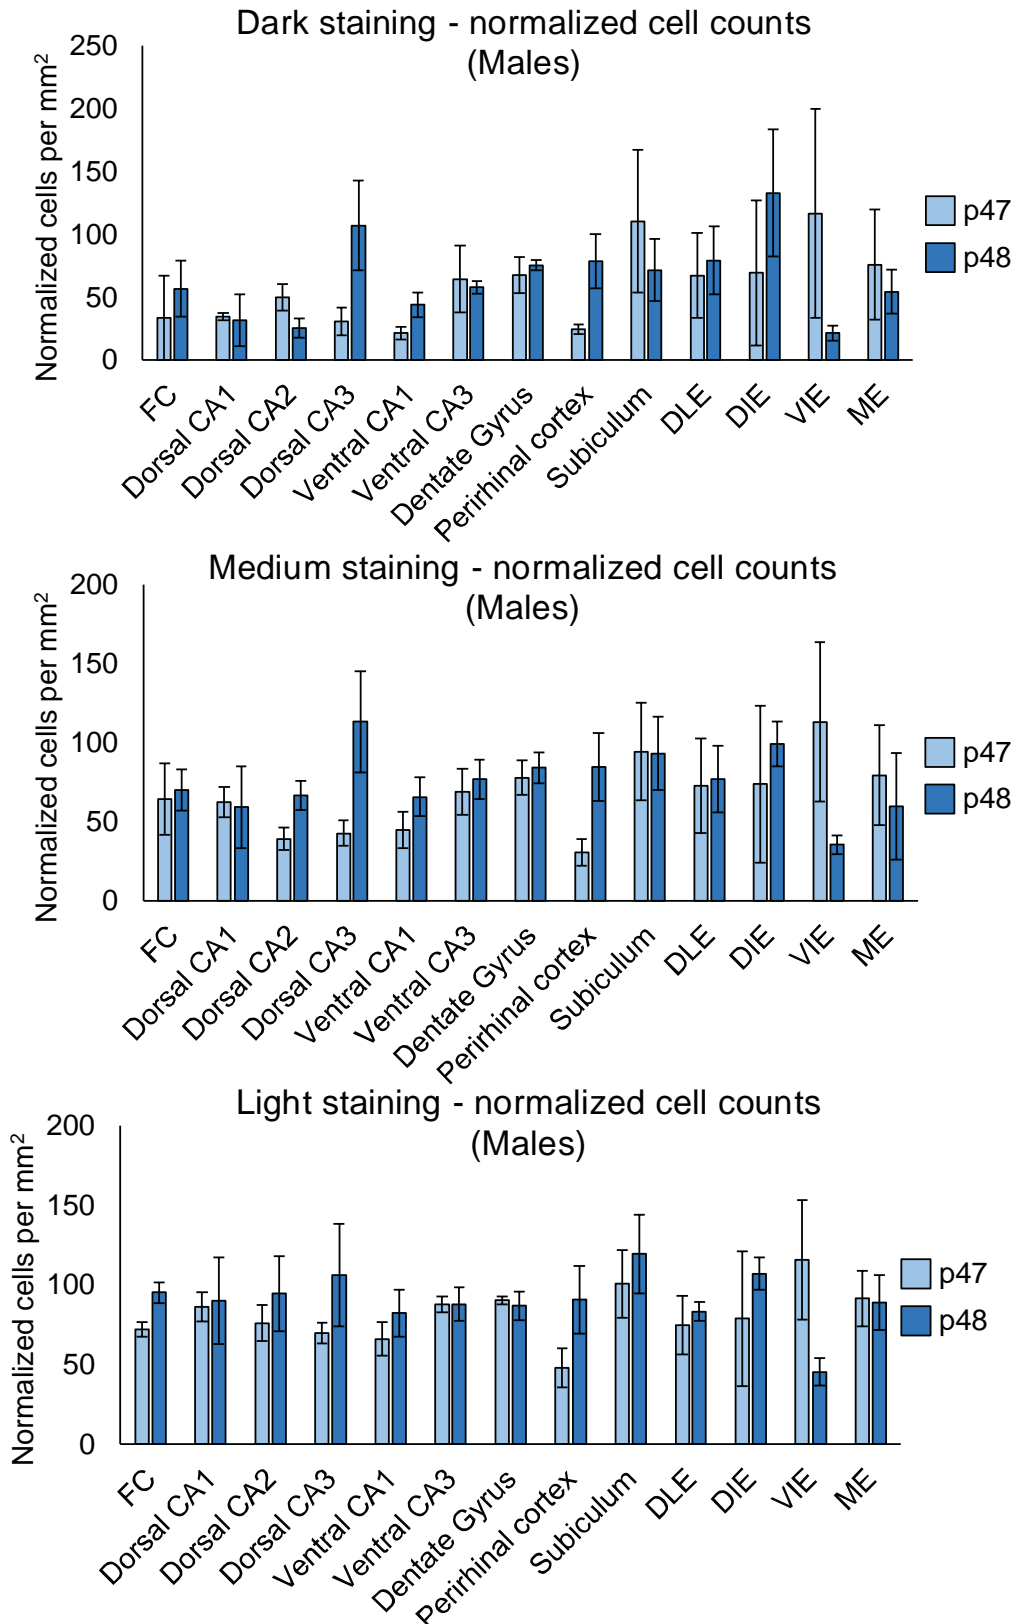 Dark staining - normalized cell counts
(Males)
Normalized cells per mm²
250
200
150
100
50
0
p47
p48
FC
Dorsal CA1
Dorsal CA2
Dorsal CA3
Ventral CA1
Ventral CA3
Dentate Gyrus
Perirhinal cortex
Subiculum
DLE
DIE
VIE
ME
Medium staining - normalized cell counts
(Males)
Normalized cells per mm²
200
150
100
50
0
p47
p48
FC
Dorsal CA1
Dorsal CA2
Dorsal CA3
Ventral CA1
Ventral CA3
Dentate Gyrus
Perirhinal cortex
Subiculum
DLE
DIE
VIE
ME
Light staining - normalized cell counts
(Males)
Normalized cells per mm²
200
150
100
50
0
p47
p48
FC
Dorsal CA1
Dorsal CA2
Dorsal CA3
Ventral CA1
Ventral CA3
Dentate Gyrus
Perirhinal cortex
Subiculum
DLE
DIE
VIE
ME